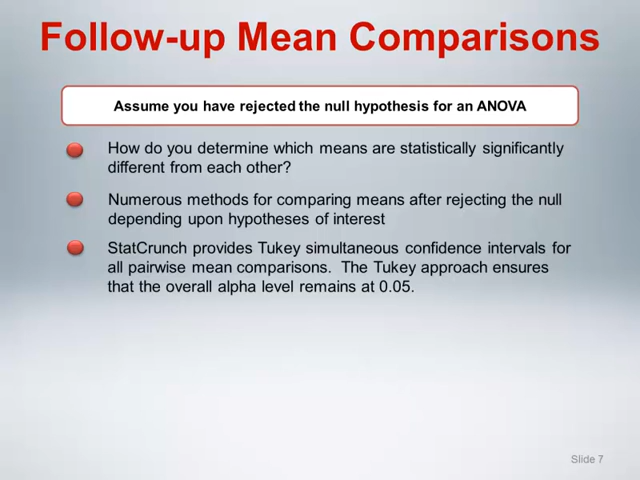 Follow-up Mean Comparisons
Assume you have rejected the null hypothesis for an ANOVA
How do you determine which means are statistically significantly
different from each other?
Numerous methods for comparing means after rejecting the null
depending upon hypotheses of interest
StatCrunch provides Tukey simultaneous confidence intervals for
all pairwise mean comparisons.  The Tukey approach ensures
that the overall alpha level remains at 0.05.
Slide 7